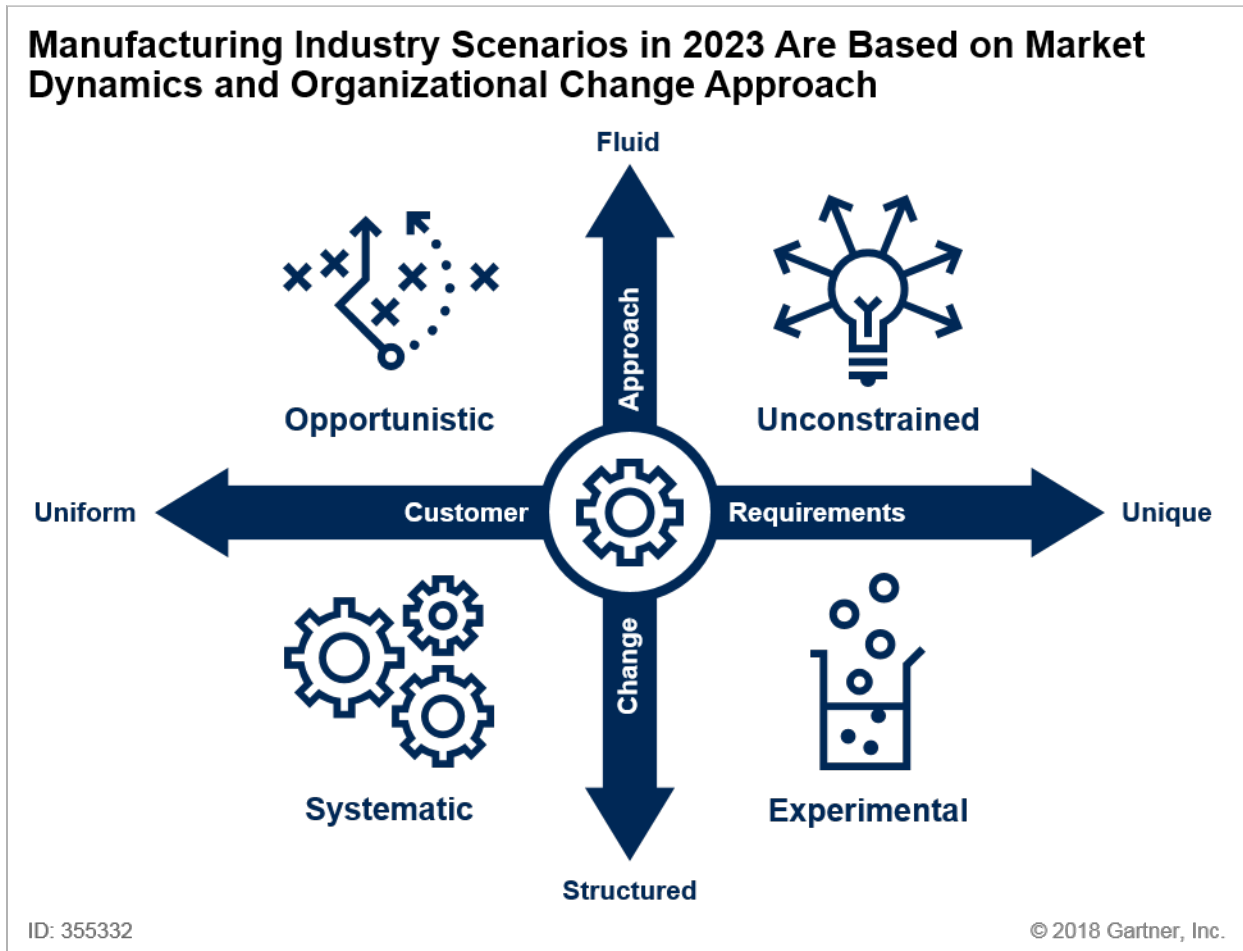 Manufacturing Industry Scenarios in 2023 Are Based on Market
Dynamics and Organizational Change Approach
Fluid
Approach
Opportunistic
Unconstrained
Uniform
Customer
Requirements
Unique
Change
Systematic
Experimental
Structured
ID: 355332
© 2018 Gartner, Inc.